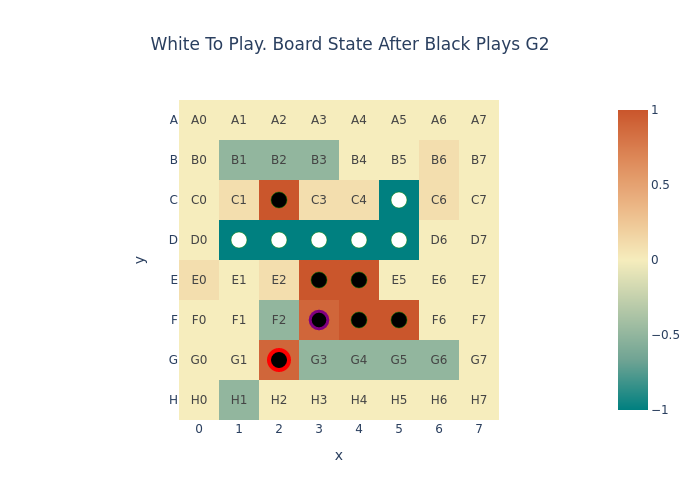 White To Play. Board State After Black Plays G2
A A0 A1 A2 A3 A4 A5 A6 A7
B B0 B1 B2 B3 B4 B5 B6 B7
C C0 C1 C3 C4 C6 C7
D D0 D6 D7
E E0 E1 E2 E5 E6 E7
F F0 F1 F2 F6 F7
G G0 G1 G3 G4 G5 G6 G7
H H0 H1 H2 H3 H4 H5 H6 H7
0 1 2 3 4 5 6 7
x
y
1
0.5
0
−0.5
−1